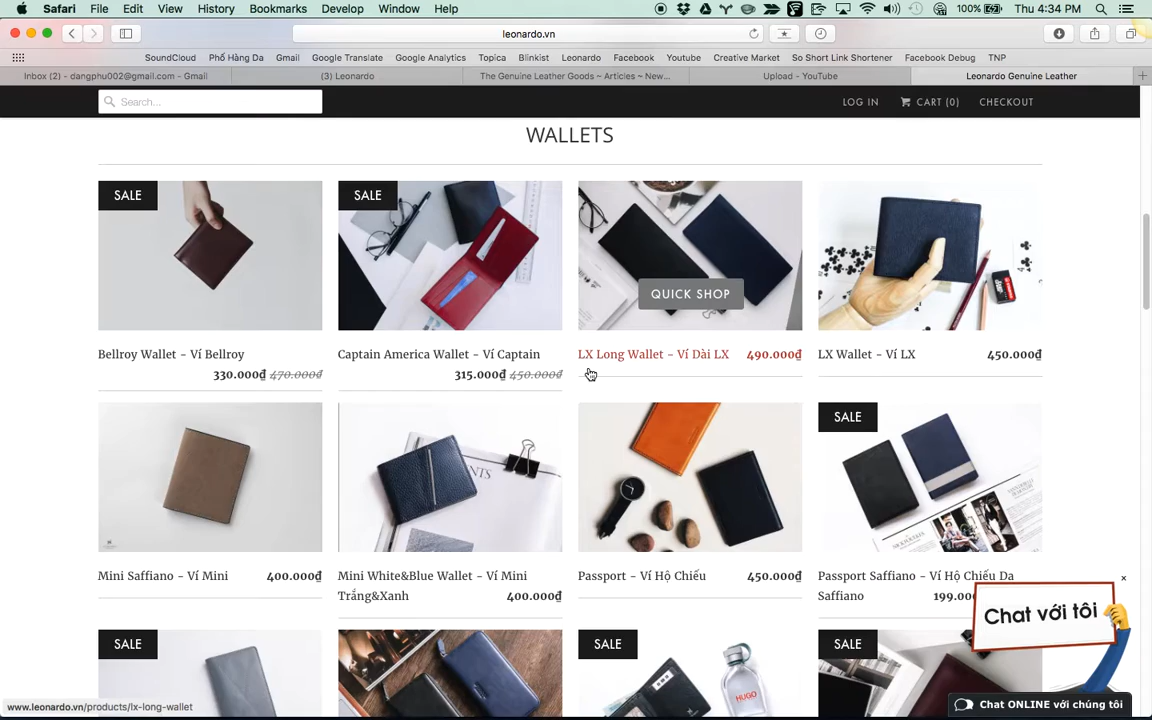 Safari File Edit View History Bookmarks Develop Window Help 100% Thu 4:34 PM
leonardo.vn
SoundCloud Phố Hàng Da Gmail Google Translate Google Analytics Topica Blinkist Leonardo Facebook Youtube Creative Market So Short Link Shortener Facebook Debug TNP
Inbox (2) - dangphu002@gmail.com - Gmail (3) Leonardo The Genuine Leather Goods ~ Articles ~ New... Upload - YouTube Leonardo Genuine Leather
Search... LOG IN CART (0) CHECKOUT
WALLETS
SALE SALE
QUICK SHOP
Bellroy Wallet - Ví Bellroy
330.000₫ 470.000₫
Captain America Wallet - Ví Captain
315.000₫ 450.000₫
LX Long Wallet - Ví Dài LX 490.000₫
LX Wallet - Ví LX 450.000₫
SALE
Mini Saffiano - Ví Mini 400.000₫
Mini White&Blue Wallet - Ví Mini
Trắng&Xanh 400.000₫
Passport - Ví Hộ Chiếu 450.000₫
Passport Saffiano - Ví Hộ Chiếu Da
Saffiano 199.00
Chat với tôi
SALE SALE SALE
HUGO
www.leonardo.vn/products/lx-long-wallet
Chat ONLINE với chúng tôi